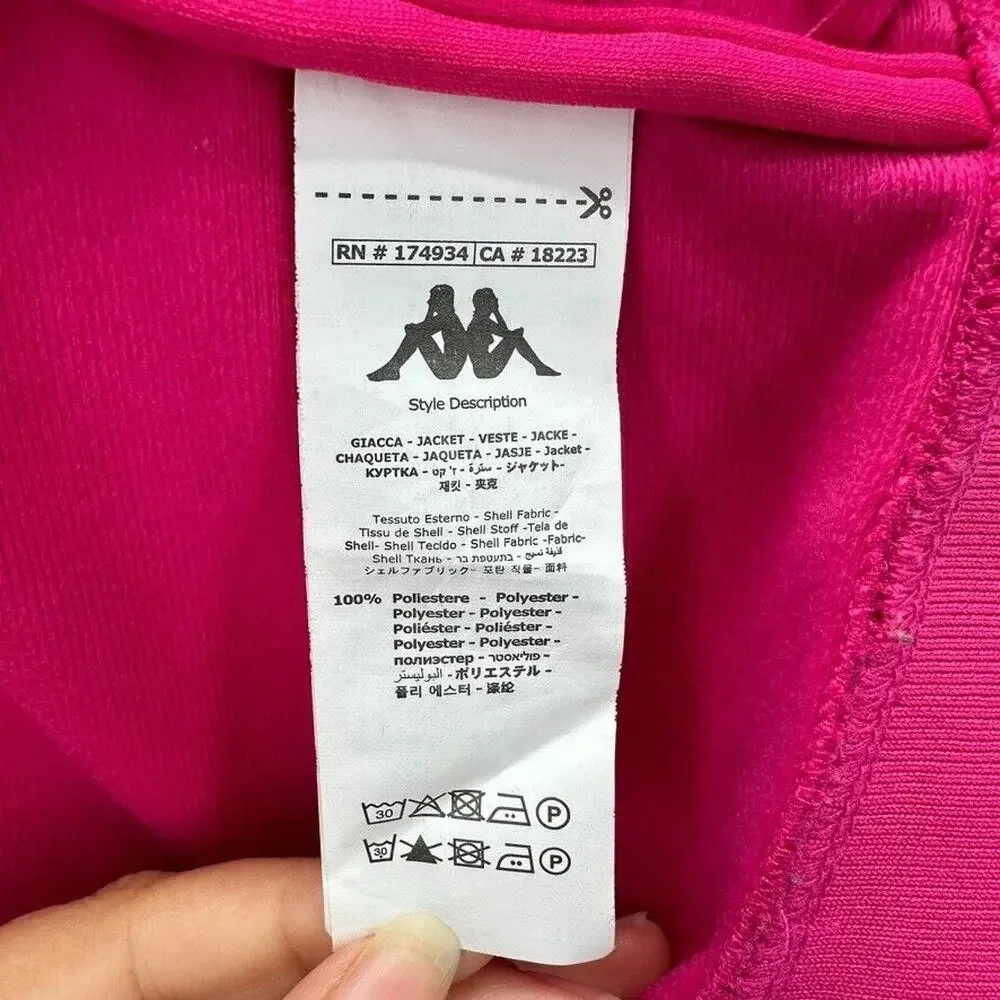 RN # 174934 CA # 18223
Style Description
GIACCA - JACKET - VESTE - JACKE -
CHAQUETA - JAQUETA - JASJE - Jacket -
КУРТКА - ז'קט - سترة - ジャケット-
재킷 - 夹克
Tessuto Esterno - Shell Fabric -
Tissu de Shell - Shell Stoff -Tela de
Shell- Shell Tecido - Shell Fabric -Fabric-
Shell Ткань - בתעטפת בר -
シェルファブリック- 포탄 직물- 面料
100% Poliestere - Polyester -
Polyester - Polyester -
Poliéster - Poliéster -
Polyester - Polyester -
полиэстер - פוליאסטר -
البوليستر - ポリエステル -
폴리 에스터 - 涤纶
30 P
30 P